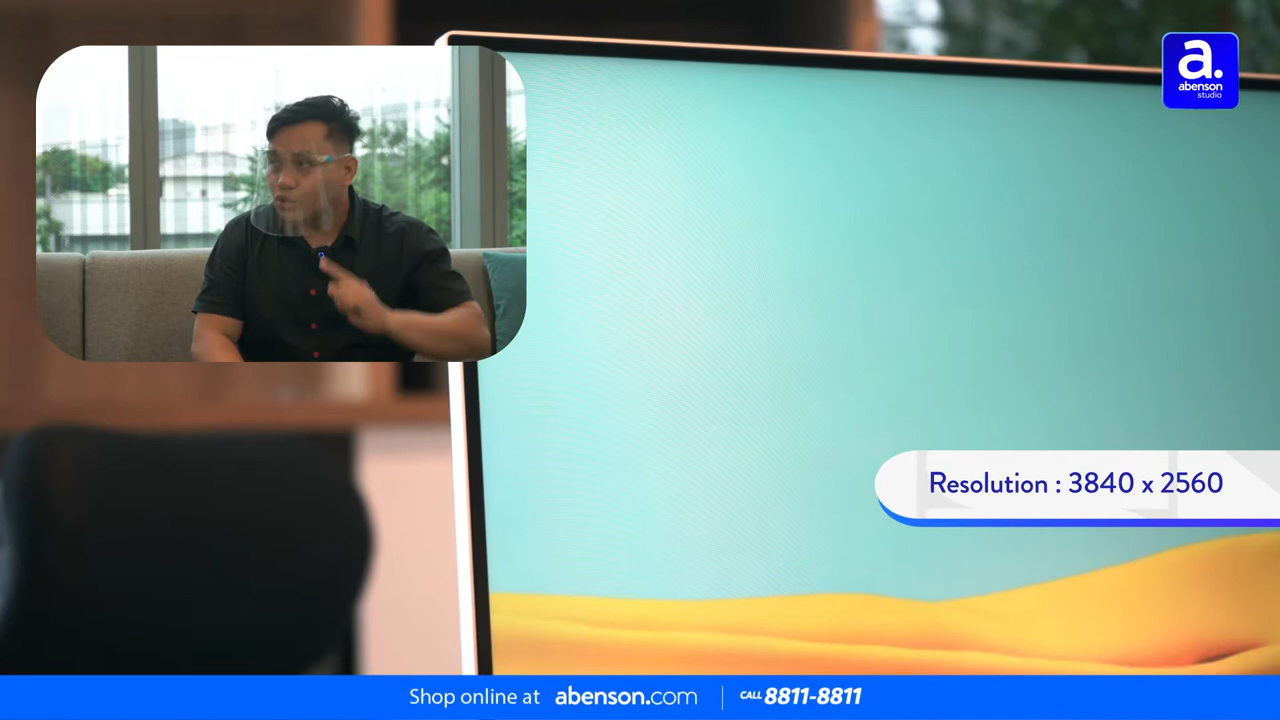 a.
abenson
studio
Resolution : 3840 x 2560
Shop online at abenson.com | CALL 8811-8811